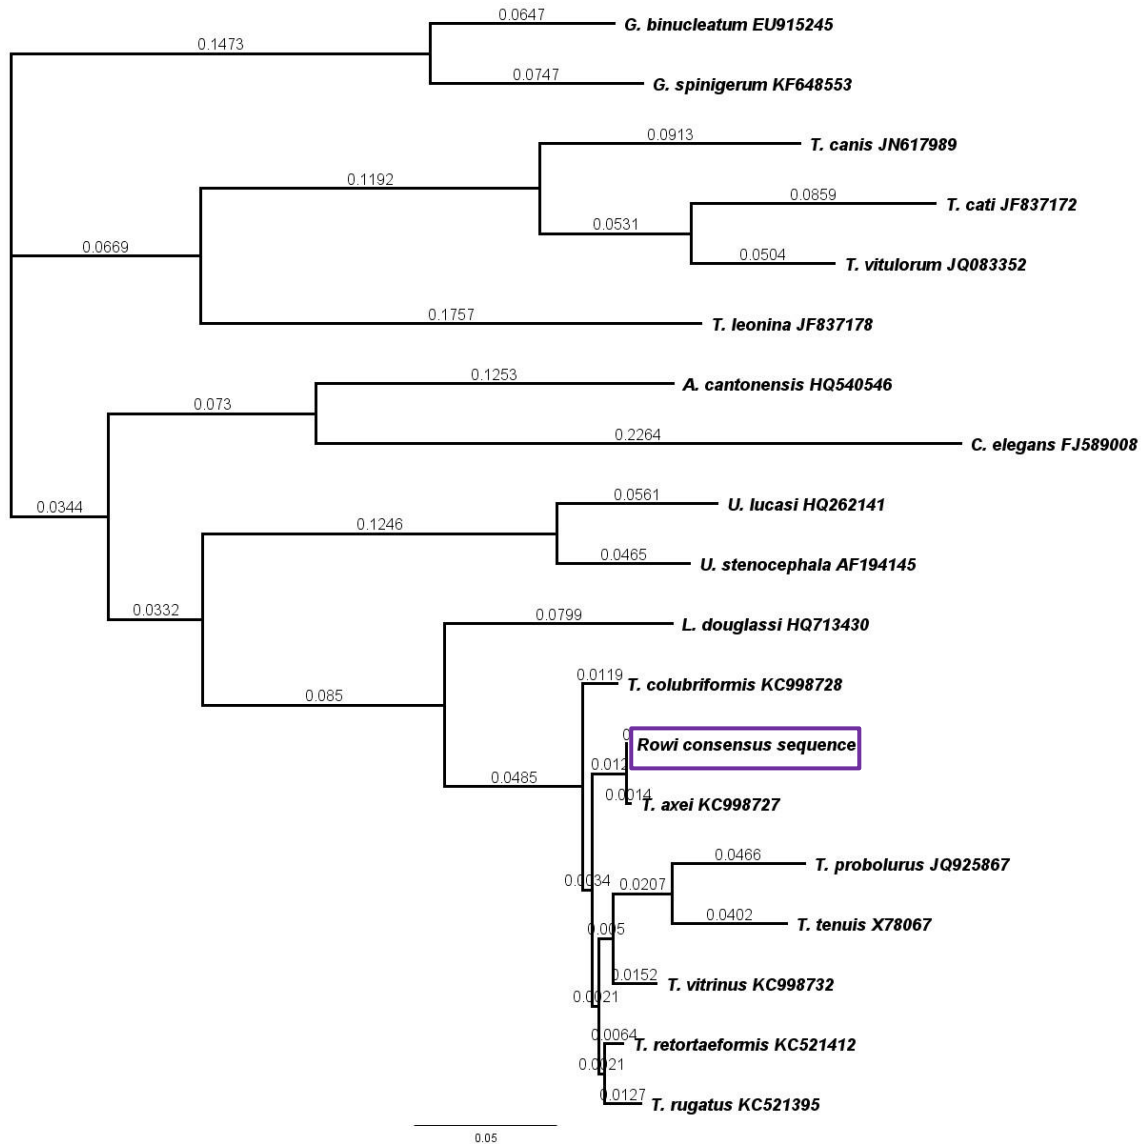 0.0647
G. binucleatum EU915245
0.1473
0.0747
G. spinigerum KF648553
0.0913
T. canis JN617989
0.1192
0.0859
T. cati JF837172
0.0531
0.0669
0.0504
T. vitulorum JQ083352
0.1757
T. leonina JF837178
0.1253
A. cantonensis HQ540546
0.073
0.2264
C. elegans FJ589008
0.0344
0.0561
U. lucasi HQ262141
0.1246
0.0465
U. stenocephala AF194145
0.0332
0.0799
L. douglassi HQ713430
0.0119
T. colubriformis KC998728
0.085
0
Rowi consensus sequence
0.012
0.0485
0.0014
T. axei KC998727
0.0466
T. probolurus JQ925867
0.0034
0.0207
0.0402
T. tenuis X78067
0.005
0.0152
T. vitrinus KC998732
0.0021
0.0064
T. retortaeformis KC521412
0.0021
0.0127
T. rugatus KC521395
0.05